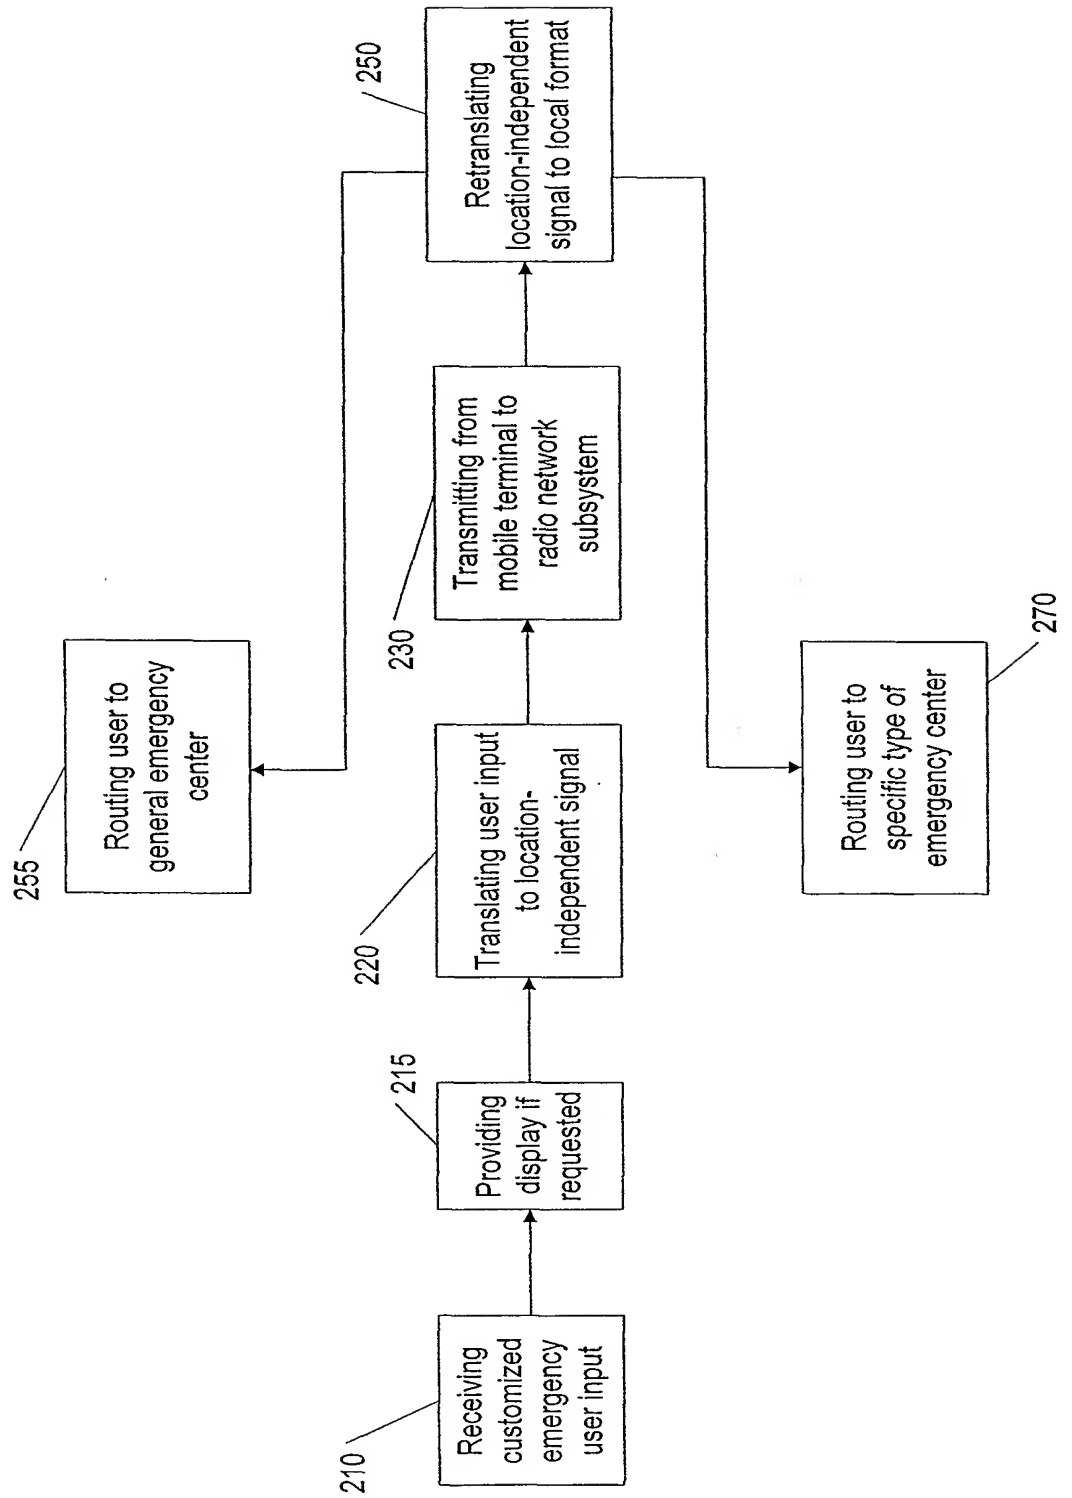 210
Receiving
customized
emergency
user input
215
Providing
display if
requested
220
Translating user input
to location-
independent signal
230
Transmitting from
mobile terminal to
radio network
subsystem
250
Retranslating
location-independent
signal to local format
255
Routing user to
general emergency
center
270
Routing user to
specific type of
emergency center